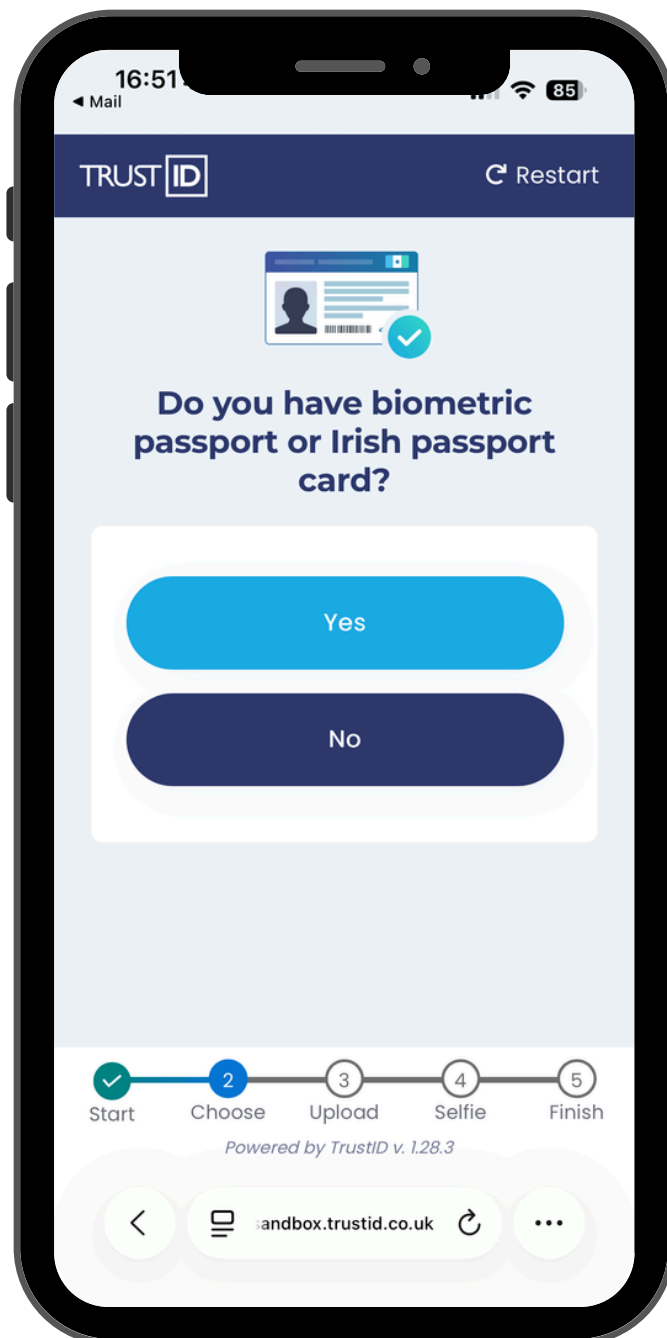 16:51
◀ Mail
85
TRUST ID
Restart
Do you have biometric
passport or Irish passport
card?
Yes
No
2
3
4
5
Start
Choose
Upload
Selfie
Finish
Powered by TrustID v. 1.28.3
andbox.trustid.co.uk